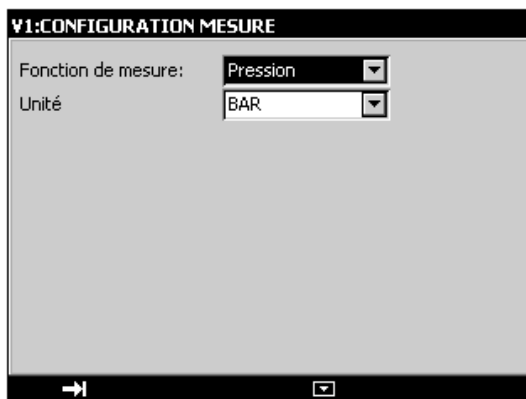 V1:CONFIGURATION MESURE
Fonction de mesure: Pression
Unité BAR